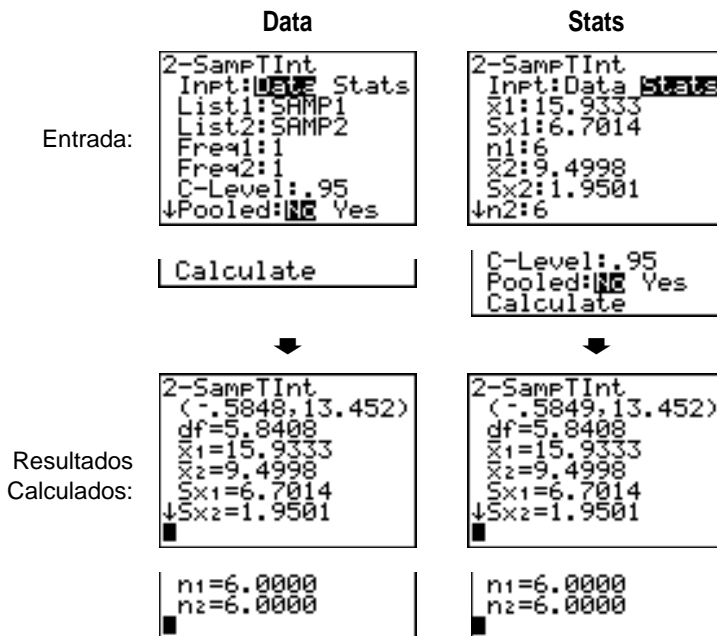 Data
Stats
Entrada:
2-SampTInt
Inpt:Data Stats
List1:SAMP1
List2:SAMP2
Freq1:1
Freq2:1
C-Level:.95
↓Pooled:No Yes
Calculate
2-SampTInt
Inpt:Data Stats
x̄1:15.9333
Sx1:6.7014
n1:6
x̄2:9.4998
Sx2:1.9501
↓n2:6
C-Level:.95
Pooled:No Yes
Calculate
Resultados
Calculados:
2-SampTInt
(-.5848,13.452)
df=5.8408
x̄1=15.9333
x̄2=9.4998
Sx1=6.7014
↓Sx2=1.9501
n1=6.0000
n2=6.0000
2-SampTInt
(-.5849,13.452)
df=5.8408
x̄1=15.9333
x̄2=9.4998
Sx1=6.7014
↓Sx2=1.9501
n1=6.0000
n2=6.0000